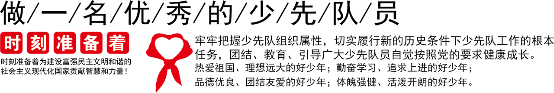 做/一/名/优/秀/的/少/先/队/员
时刻准备着
时刻准备为建设富强民主文明和谐的
社会主义现代化国家贡献智慧和力量!
牢牢把握少先队组织属性,切实履行新的历史条件下少先队工作的根本
任务,团结、教育、引导广大少先队员自觉按照党的要求健康成长。
热爱祖国、理想远大的好少年;勤奋学习、追求上进的好少年;
品德优良、团结友爱的好少年;体魄强健、活泼开朗的好少年。